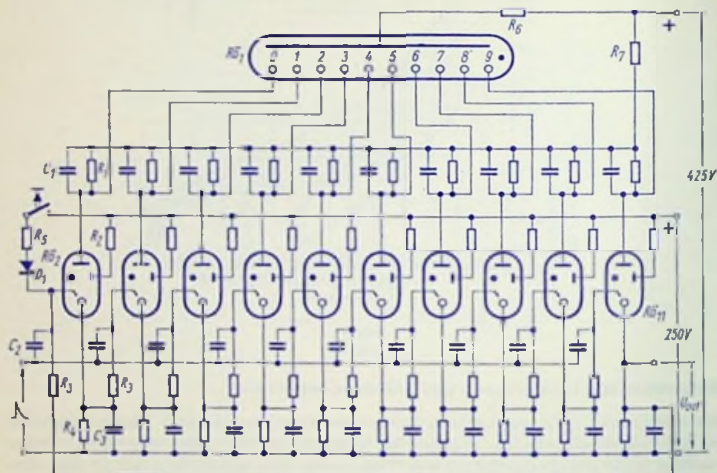 R6
+
Rö1
0 1 2 3 4 5 6 7 8 9
R7
C1
R1
425V
+
R5
R2
Rö2
D1
Rö11
250V
C2
R3
R3
Uout
R4
C3